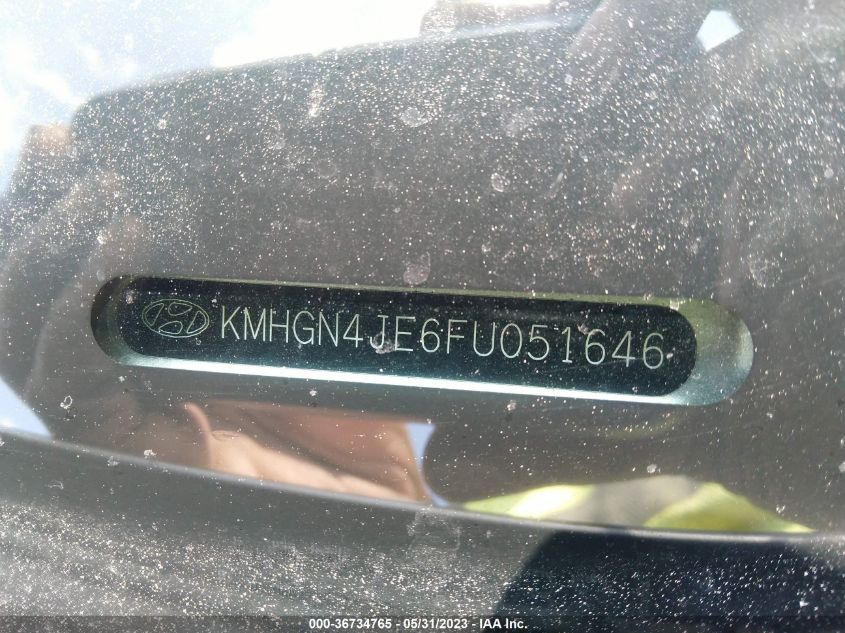 KMHGN4JE6FU051646
000-36734765 - 05/31/2023 - IAA Inc.